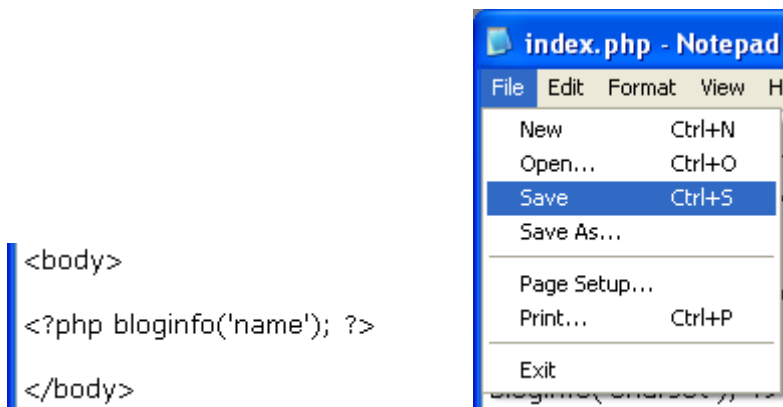 <body>
<?php bloginfo('name'); ?>
</body>
index.php - Notepad
File Edit Format View H
New Ctrl+N
Open... Ctrl+O
Save Ctrl+S
Save As...
Page Setup...
Print... Ctrl+P
Exit